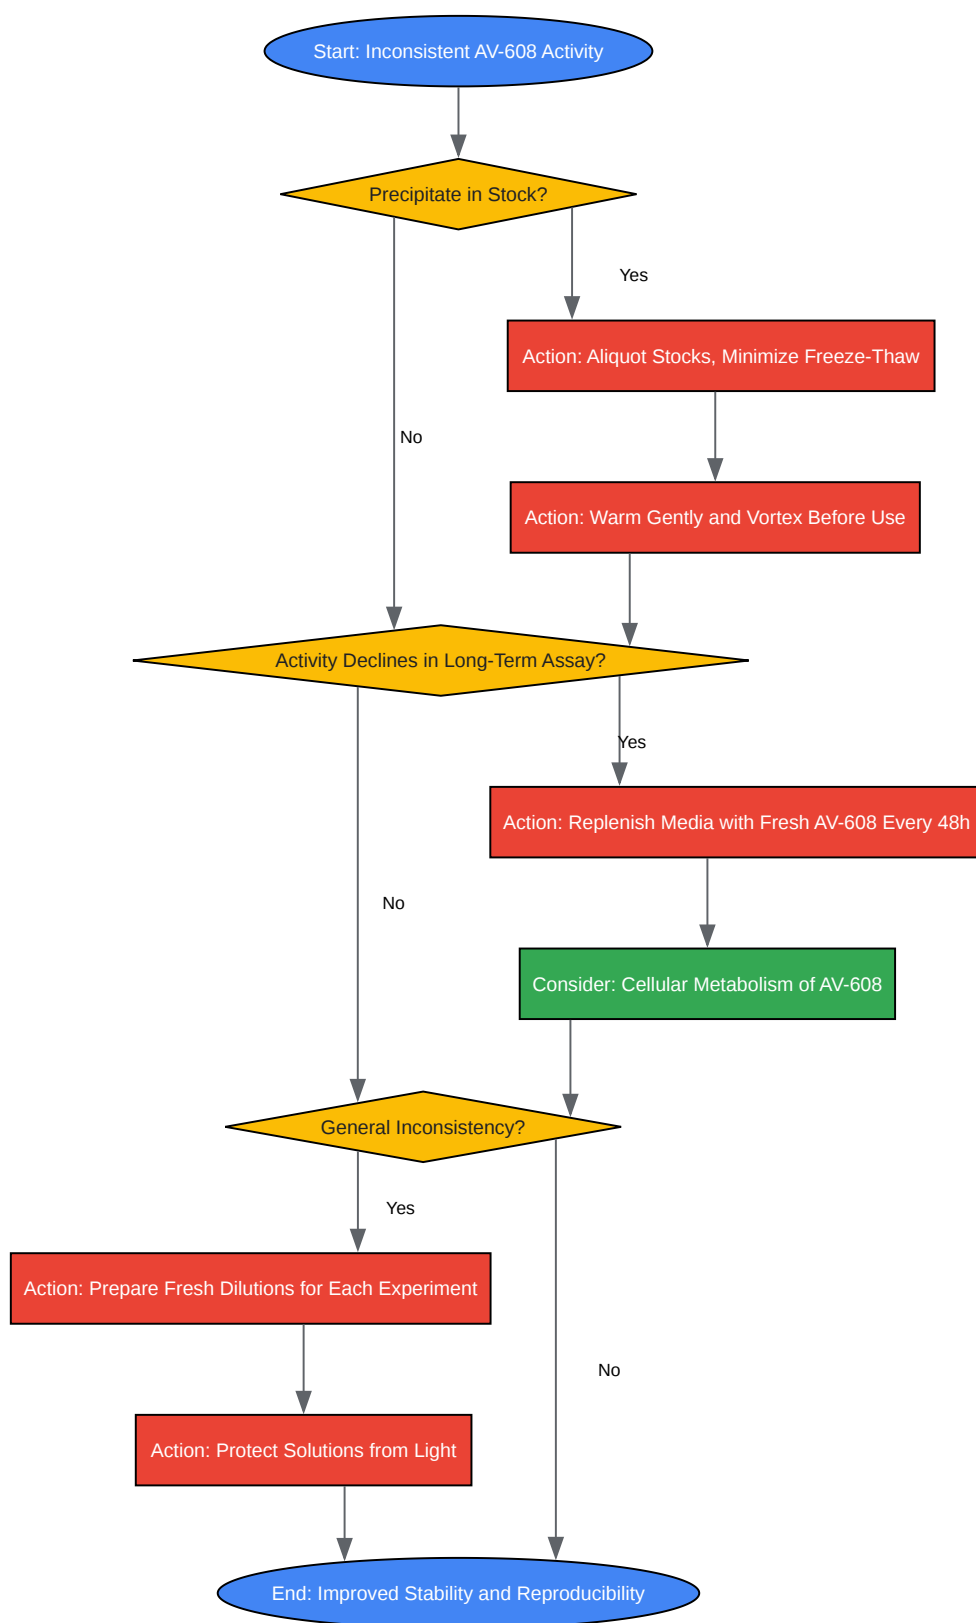 Start: Inconsistent AV-608 Activity
Precipitate in Stock?
Yes
Action: Aliquot Stocks, Minimize Freeze-Thaw
No
Action: Warm Gently and Vortex Before Use
Activity Declines in Long-Term Assay?
Yes
Action: Replenish Media with Fresh AV-608 Every 48h
No
Consider: Cellular Metabolism of AV-608
General Inconsistency?
Yes
Action: Prepare Fresh Dilutions for Each Experiment
No
Action: Protect Solutions from Light
End: Improved Stability and Reproducibility